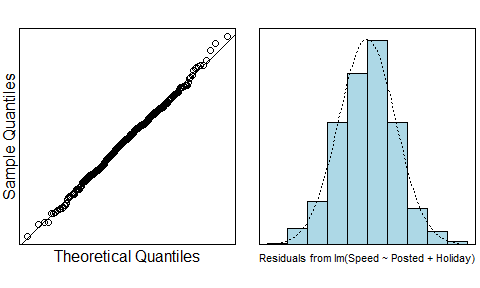 Sample Quantiles
Theoretical Quantiles
Residuals from lm(Speed ~ Posted + Holiday)